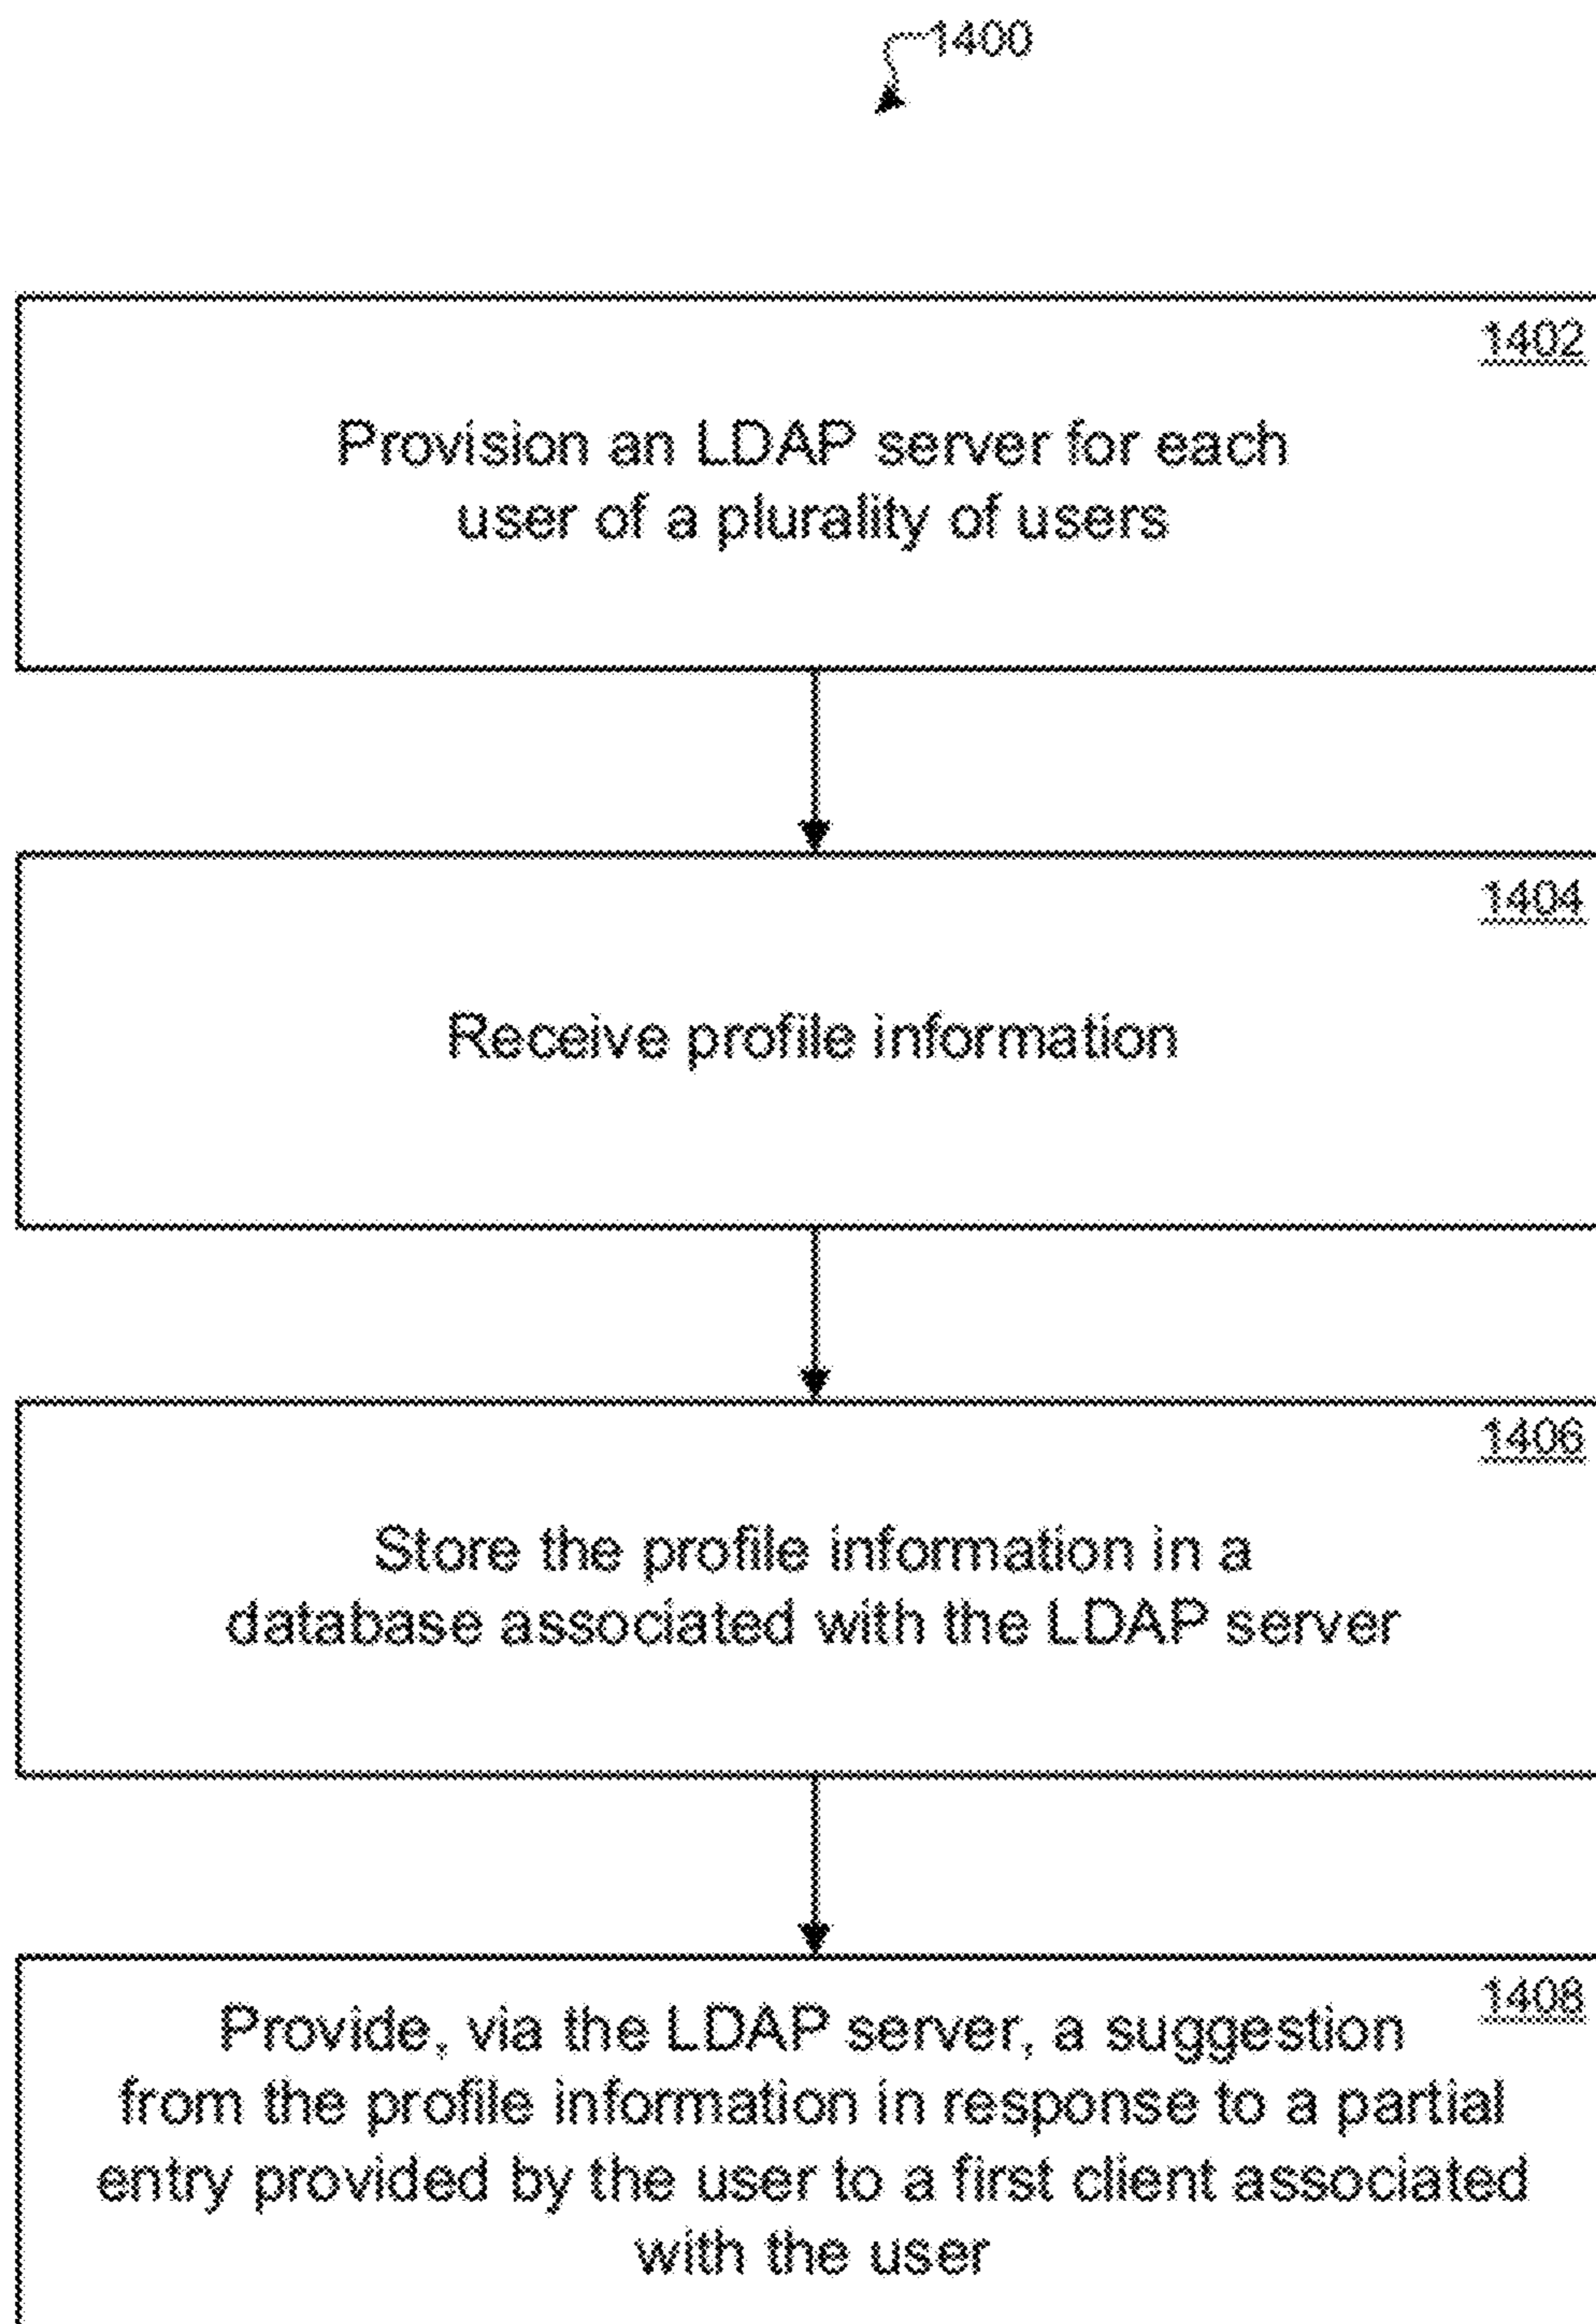 1400
1402
Provision an LDAP server for each
user of a plurality of users
1404
Receive profile information
1406
Store the profile information in a
database associated with the LDAP server
1408
Provide, via the LDAP server, a suggestion
from the profile information in response to a partial
entry provided by the user to a first client associated
with the user